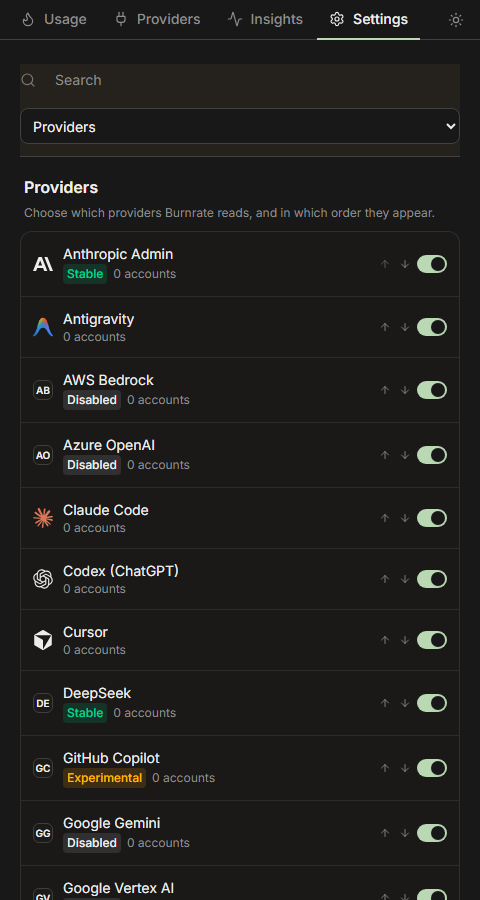 Usage Providers Insights Settings
Search
Providers
Providers
Choose which providers Burnrate reads, and in which order they appear.
Anthropic Admin
Stable 0 accounts
Antigravity
0 accounts
AB
AWS Bedrock
Disabled 0 accounts
AO
Azure OpenAI
Disabled 0 accounts
Claude Code
0 accounts
Codex (ChatGPT)
0 accounts
Cursor
0 accounts
DE
DeepSeek
Stable 0 accounts
GC
GitHub Copilot
Experimental 0 accounts
GG
Google Gemini
Disabled 0 accounts
GV
Google Vertex AI